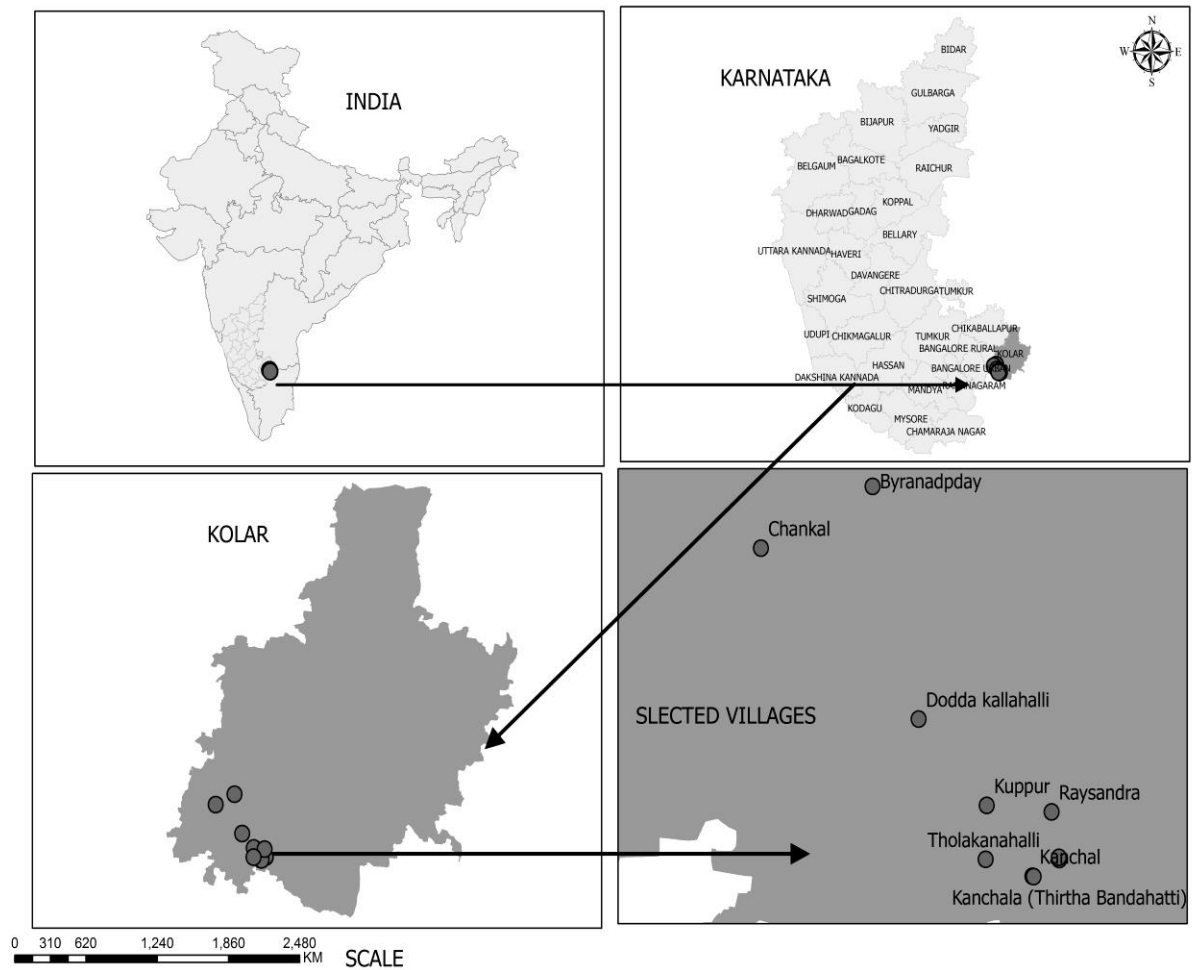 INDIA
KARNATAKA
N
W E
S
BIDAR
GULBARGA
BIJAPUR
YADGIR
BELGAUM
BAGALKOTE
RAICHUR
KOPPAL
DHARWAD
GADAG
BELLARY
UTTARA KANNADA
HAVERI
DAVANGERE
CHITRADURGA
TUMKUR
SHIMOGA
CHIKABALLAPUR
UDUPI
CHIKMAGALUR
TUMKUR
BANGALORE RURAL
KOLAR
HASSAN
BANGALORE
DAKSHINA KANNADA
MANDYA
KODAGU
MYSORE
CHAMARAJA NAGAR
KOLAR
Byranadpday
Chankal
Dodda kallahalli
SLECTED VILLAGES
Kuppur
Raysandra
Tholakanahalli
Kanchal
Kanchala (Thirtha Bandahatti)
0 310 620 1,240 1,860 2,480
KM
SCALE